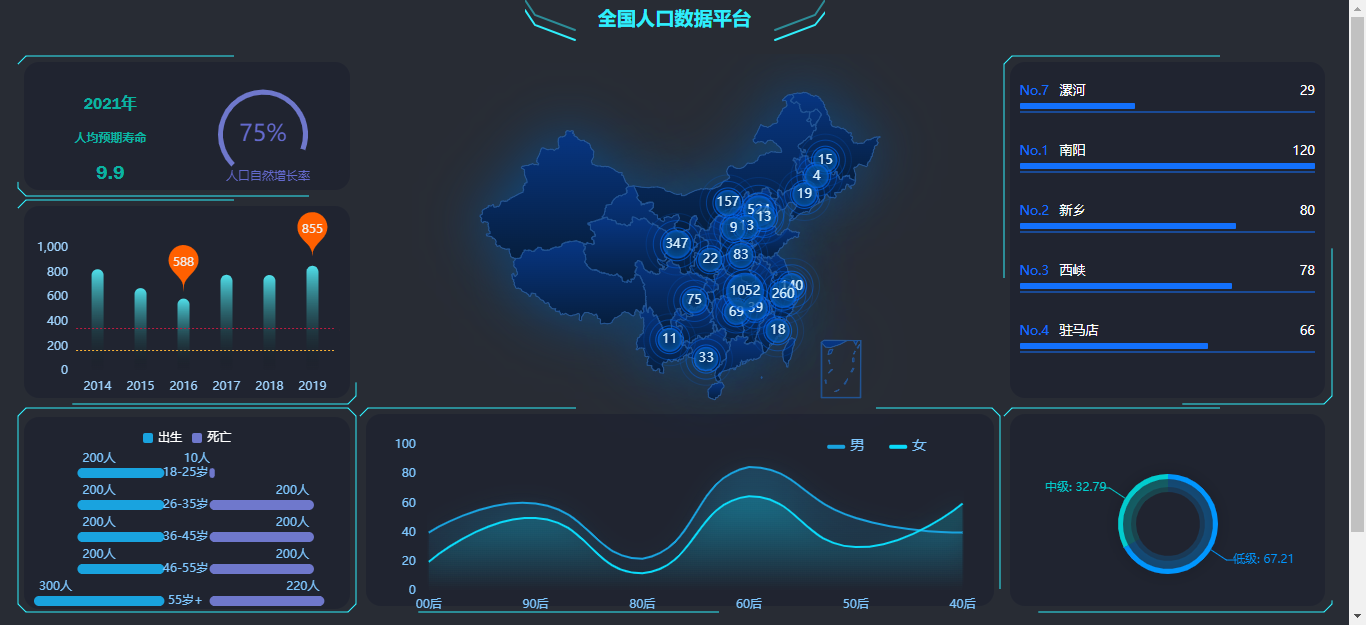 全国人口数据平台
2021年
人均预期寿命
9.9
75%
人口自然增长率
1,000
800
600
400
200
0
588
855
2014 2015 2016 2017 2018 2019
出生 死亡
200人 10人
18-25岁
200人 200人
26-35岁
200人 200人
36-45岁
200人 200人
46-55岁
300人 220人
55岁+
15
4
19
157
13
9 13
347
22
83
75
1052
260
69
18
11
33
男 女
100
80
60
40
20
0
00后 90后 80后 60后 50后 40后
No.7 漯河 29
No.1 南阳 120
No.2 新乡 80
No.3 西峡 78
No.4 驻马店 66
中级: 32.79
低级: 67.21